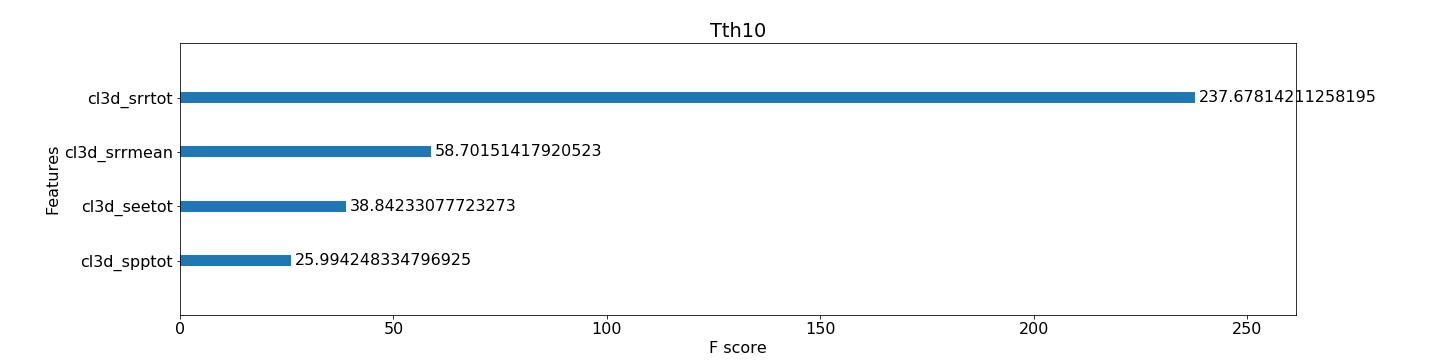 Tth10
Features
cl3d_srrtot
237.67814211258195
cl3d_srrmean
58.70151417920523
cl3d_seetot
38.84233077723273
cl3d_spptot
25.994248334796925
0 50 100 150 200 250
F score